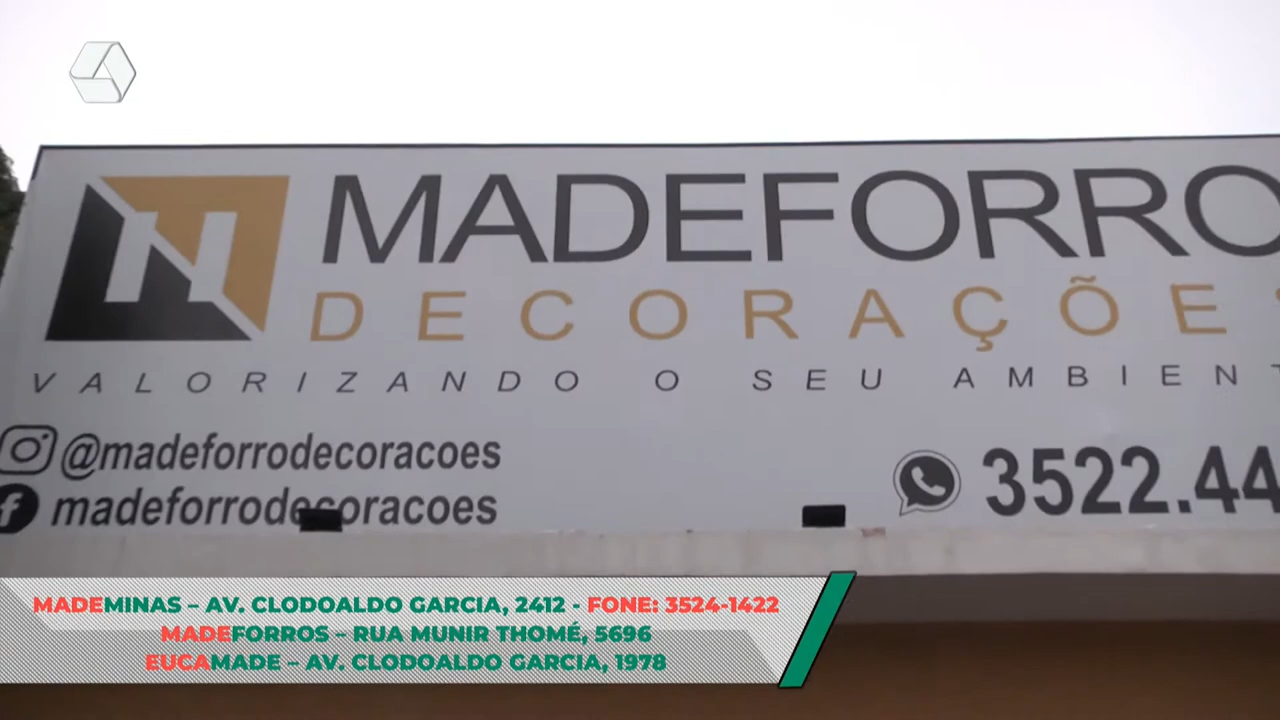 MADEFORRO
DECORAÇÕE
VALORIZANDO O SEU AMBIENT
@madeforrodecoracoes
madeforrodecoracoes
3522.44
MADEMINAS – AV. CLODOALDO GARCIA, 2412 - FONE: 3524-1422
MADEFORROS – RUA MUNIR THOMÉ, 5696
EUCAMADE – AV. CLODOALDO GARCIA, 1978